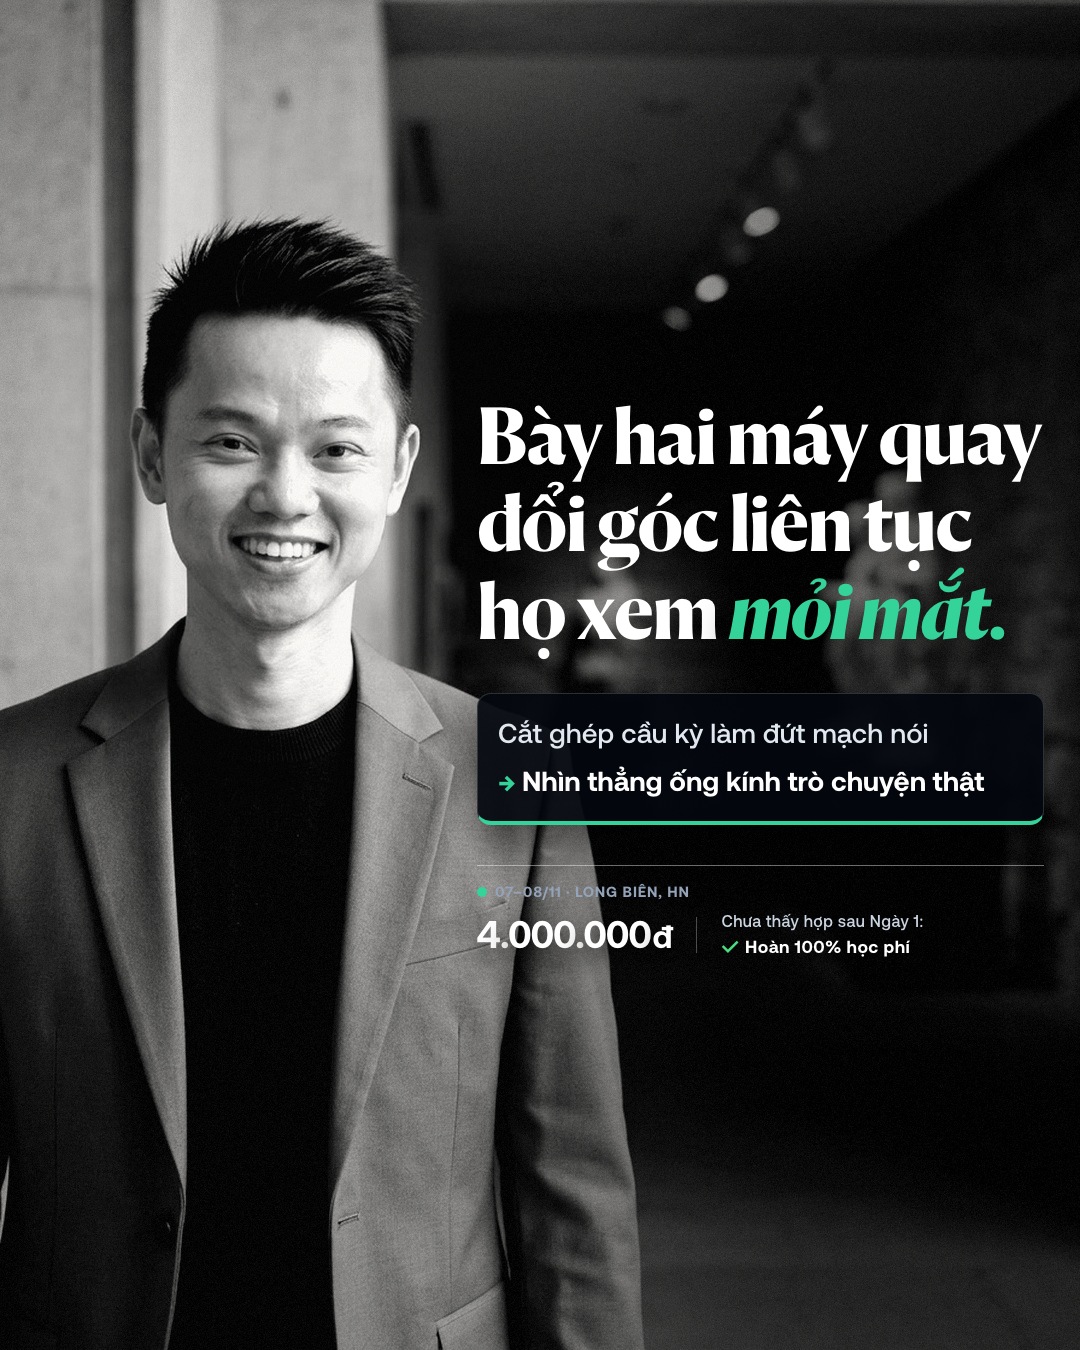 Bày hai máy quay
đổi góc liên tục
họ xem mỏi mắt.
Cắt ghép cầu kỳ làm đứt mạch nói
→ Nhìn thẳng ống kính trò chuyện thật
07–08/11 · LONG BIÊN, HN
4.000.000đ
Chưa thấy hợp sau Ngày 1:
✓ Hoàn 100% học phí